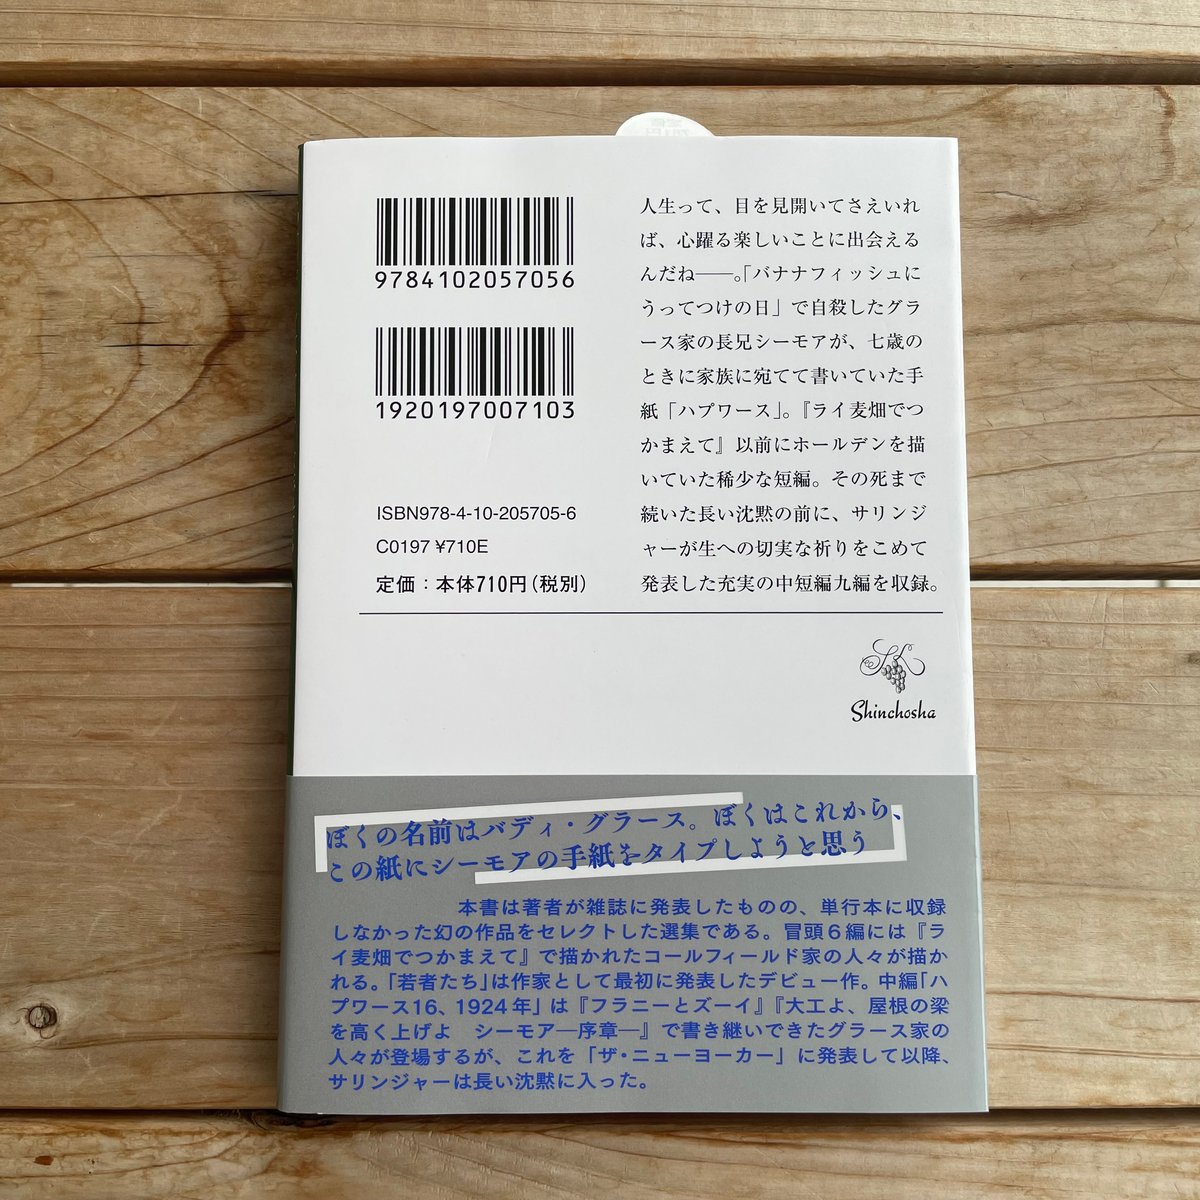 9784102057056
1920197007103
ISBN978-4-10-205705-6
C0197 ¥710E
定価：本体710円（税別）
人生って、目を見開いてさえいれ
ば、心躍る楽しいことに出会える
んだね――。「バナナフィッシュに
うってつけの日」で自殺したグラ
ース家の長兄シーモアが、七歳の
ときに家族に宛てて書いていた手
紙「ハプワース」。『ライ麦畑でつ
かまえて』以前にホールデンを描
いていた稀少な短編。その死まで
続いた長い沈黙の前に、サリンジ
ャーが生への切実な祈りをこめて
発表した充実の中短編九編を収録。
Shinchosha
ぼくの名前はバディ・グラース。ぼくはこれから、
この紙にシーモアの手紙をタイプしようと思う
本書は著者が雑誌に発表したものの、単行本に収録
しなかった幻の作品をセレクトした選集である。冒頭6編には『ラ
イ麦畑でつかまえて』で描かれたコールフィールド家の人々が描か
れる。「若者たち」は作家として最初に発表したデビュー作。中編「ハ
プワース16、1924年」は『フラニーとズーイ』『大工よ、屋根の梁
を高く上げよ　シーモア―序章―』で書き継いできたグラース家の
人々が登場するが、これを「ザ・ニューヨーカー」に発表して以降、
サリンジャーは長い沈黙に入った。